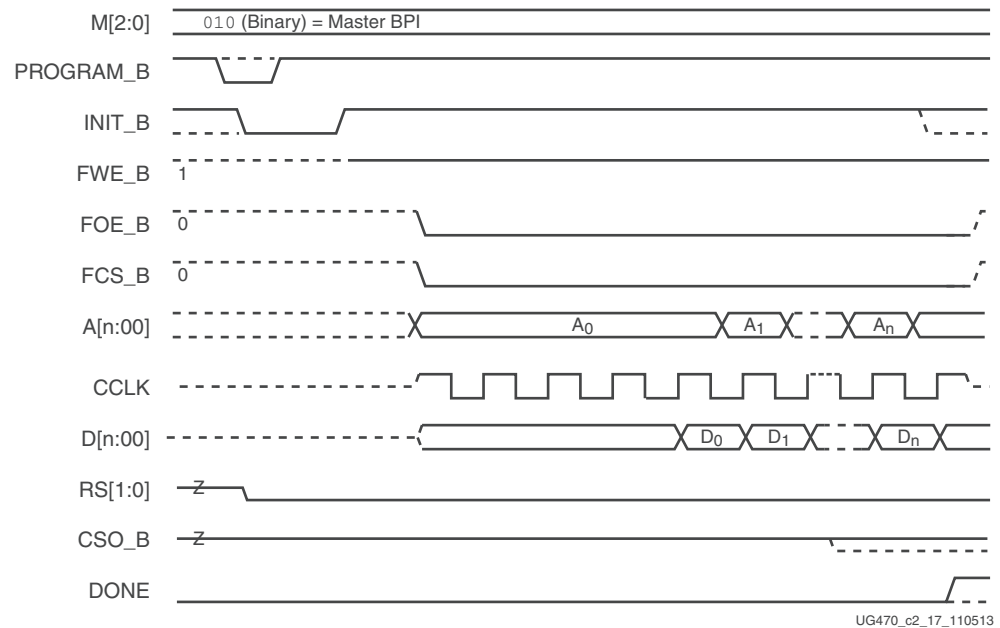 M[2:0] 010 (Binary) = Master BPI
PROGRAM_B
INIT_B
FWE_B 1
FOE_B 0
FCS_B 0
A[n:00] A0 A1 An
CCLK
D[n:00] D0 D1 Dn
RS[1:0] Z
CSO_B Z
DONE
UG470_c2_17_110513